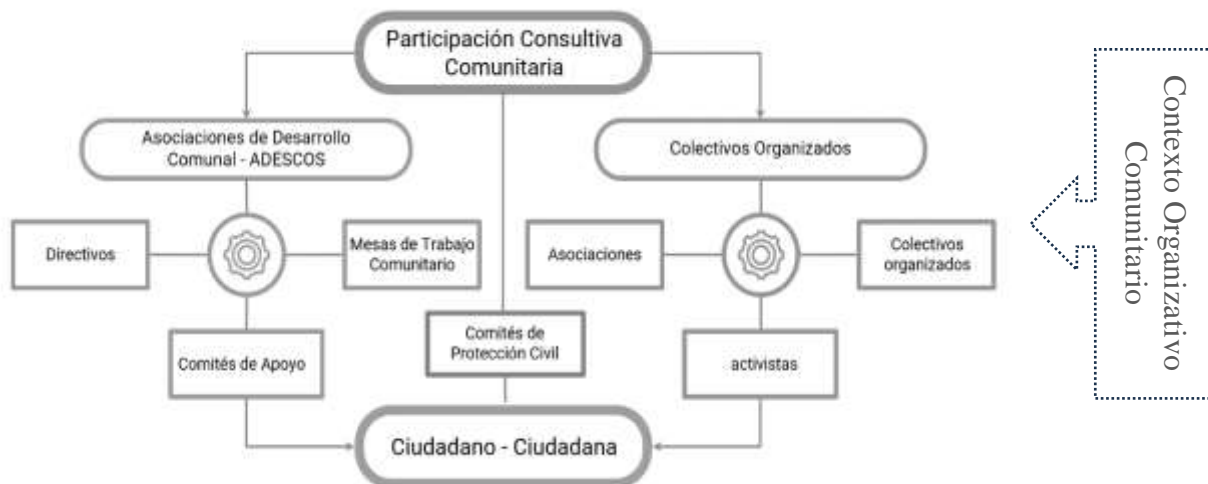 Participación Consultiva
Comunitaria
Asociaciones de Desarrollo
Comunal - ADESCOS
Colectivos Organizados
Directivos
Mesas de Trabajo
Comunitario
Asociaciones
Colectivos
organizados
Comités de Apoyo
Comités de
Protección Civil
activistas
Ciudadano - Ciudadana
Contexto Organizativo
Comunitario